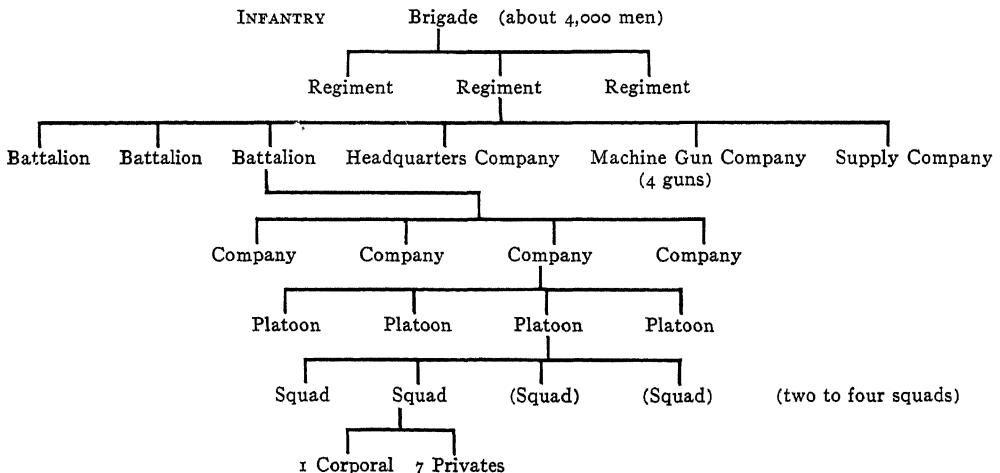 INFANTRY Brigade (about 4,000 men)
Regiment Regiment Regiment
Battalion Battalion Battalion Headquarters Company Machine Gun Company Supply Company
(4 guns)
Company Company Company Company
Platoon Platoon Platoon Platoon
Squad Squad (Squad) (Squad) (two to four squads)
1 Corporal 7 Privates